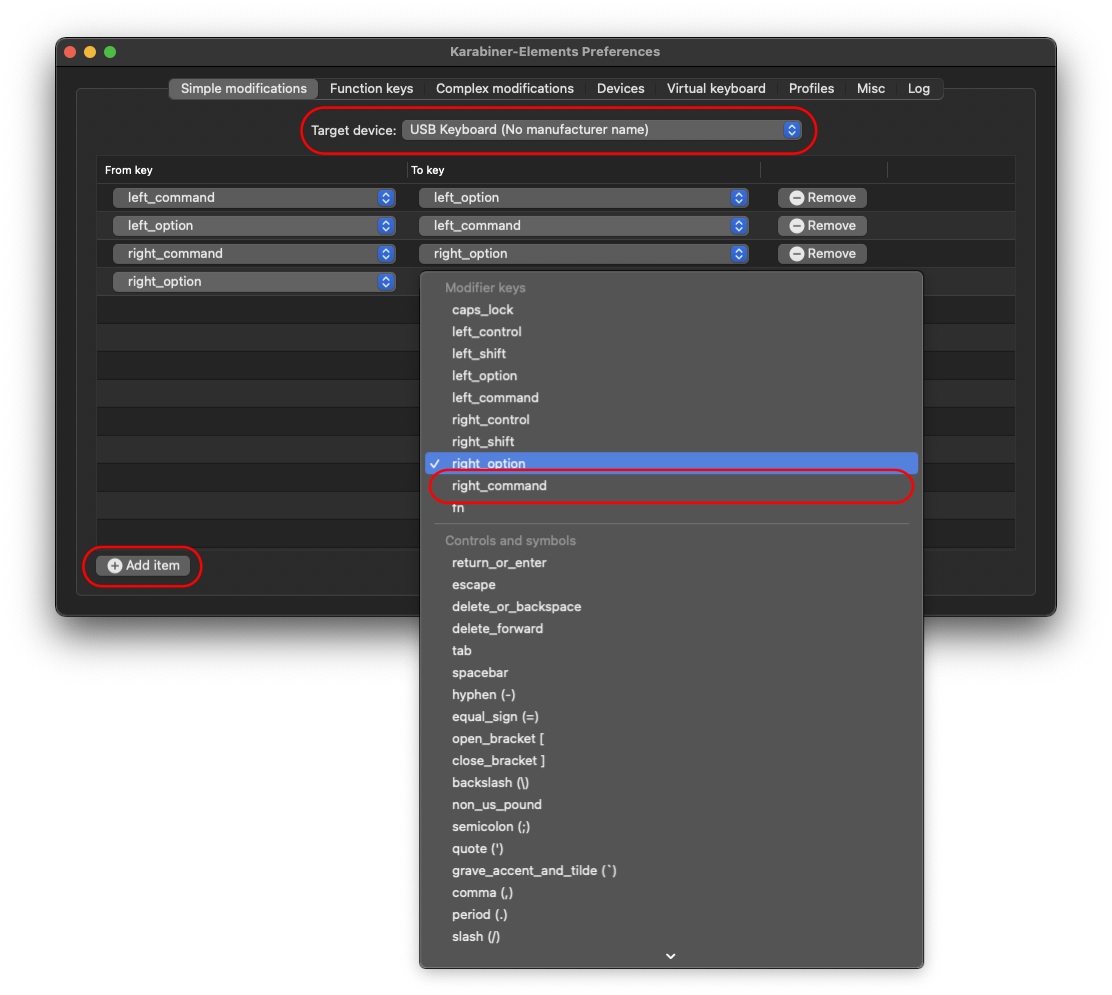 Karabiner-Elements Preferences
Simple modifications Function keys Complex modifications Devices Virtual keyboard Profiles Misc Log
Target device: USB Keyboard (No manufacturer name)
From key To key
left_command left_option Remove
left_option left_command Remove
right_command right_option Remove
right_option
Modifier keys
caps_lock
left_control
left_shift
left_option
left_command
right_control
right_shift
right_option
right_command
fn
Controls and symbols
return_or_enter
escape
delete_or_backspace
delete_forward
tab
spacebar
hyphen (-)
equal_sign (=)
open_bracket [
close_bracket ]
backslash (\)
non_us_pound
semicolon (;)
quote (')
grave_accent_and_tilde (`)
comma (,)
period (.)
slash (/)
Add item